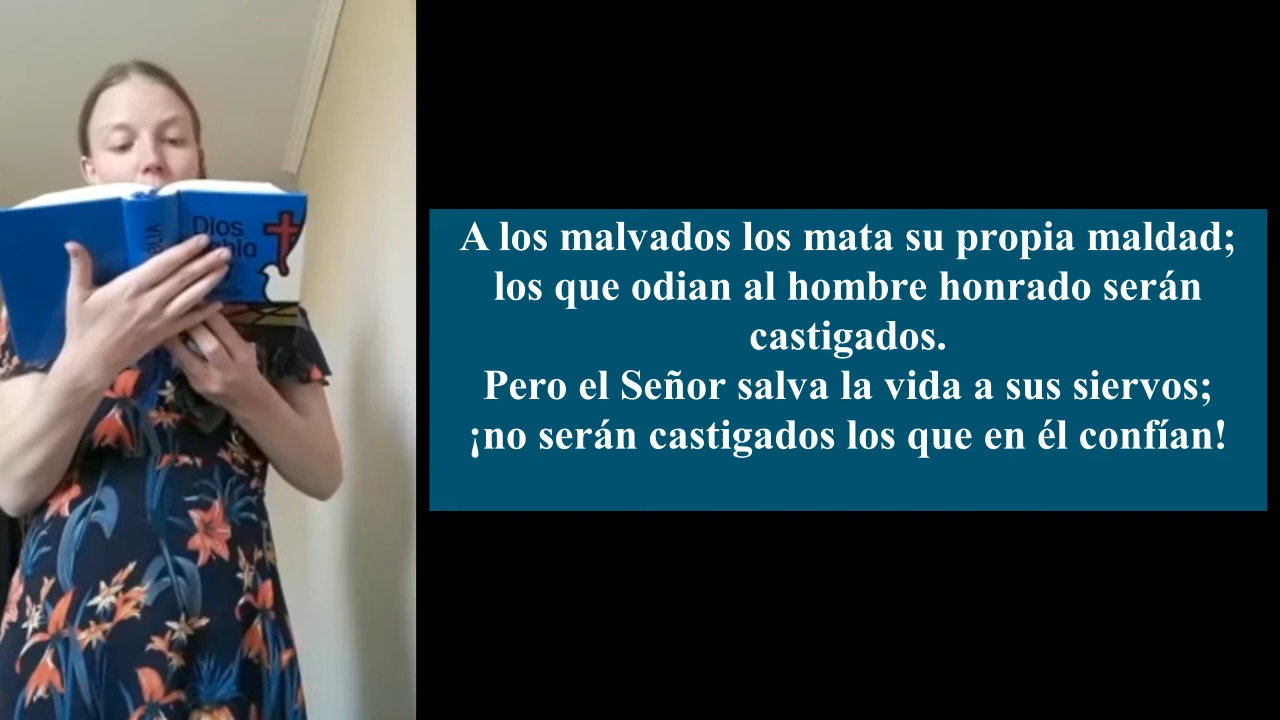 Dios
BIBLIA
A los malvados los mata su propia maldad;
los que odian al hombre honrado serán
castigados.
Pero el Señor salva la vida a sus siervos;
¡no serán castigados los que en él confían!